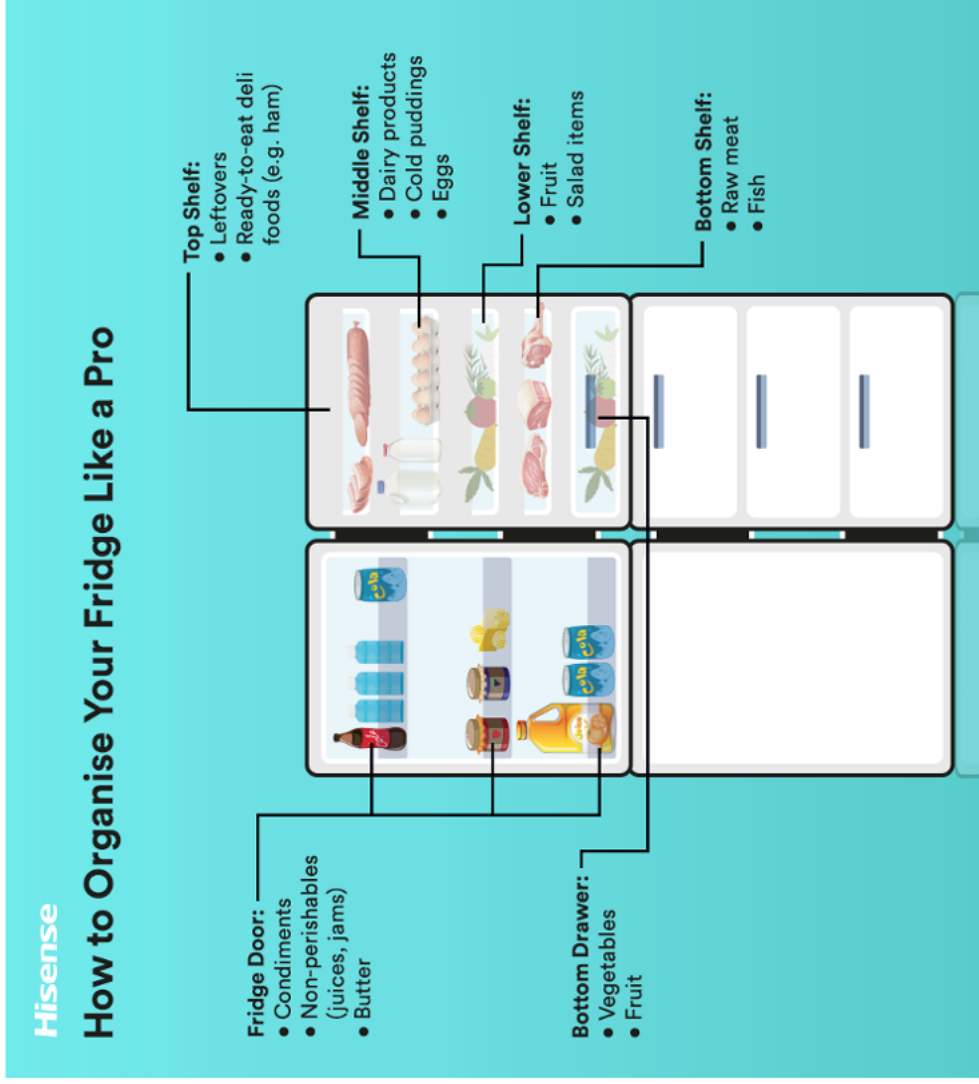 Hisense
How to Organise Your Fridge Like a Pro
Top Shelf:
• Leftovers
• Ready-to-eat deli
foods (e.g. ham)
Middle Shelf:
• Dairy products
• Cold puddings
• Eggs
Lower Shelf:
• Fruit
• Salad items
Bottom Shelf:
• Raw meat
• Fish
Fridge Door:
• Condiments
• Non-perishables
(juices, jams)
• Butter
Bottom Drawer:
• Vegetables
• Fruit
Cola
Cola
Cola